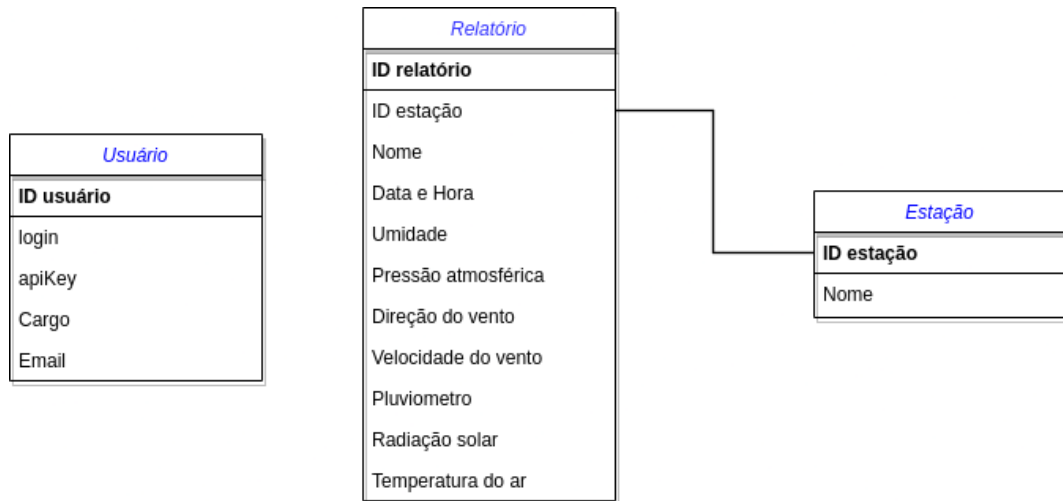 Usuário
ID usuário
login
apiKey
Cargo
Email
Relatório
ID relatório
ID estação
Nome
Data e Hora
Umidade
Pressão atmosférica
Direção do vento
Velocidade do vento
Pluviometro
Radiação solar
Temperatura do ar
Estação
ID estação
Nome